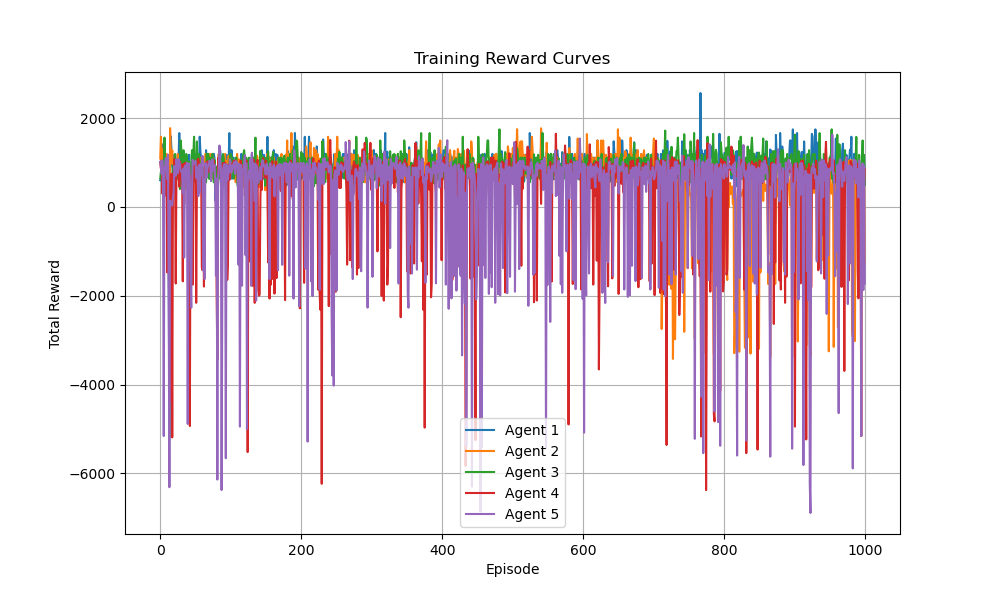 Training Reward Curves
Total Reward
2000
0
−2000
−4000
−6000
Agent 1
Agent 2
Agent 3
Agent 4
Agent 5
0 200 400 600 800 1000
Episode